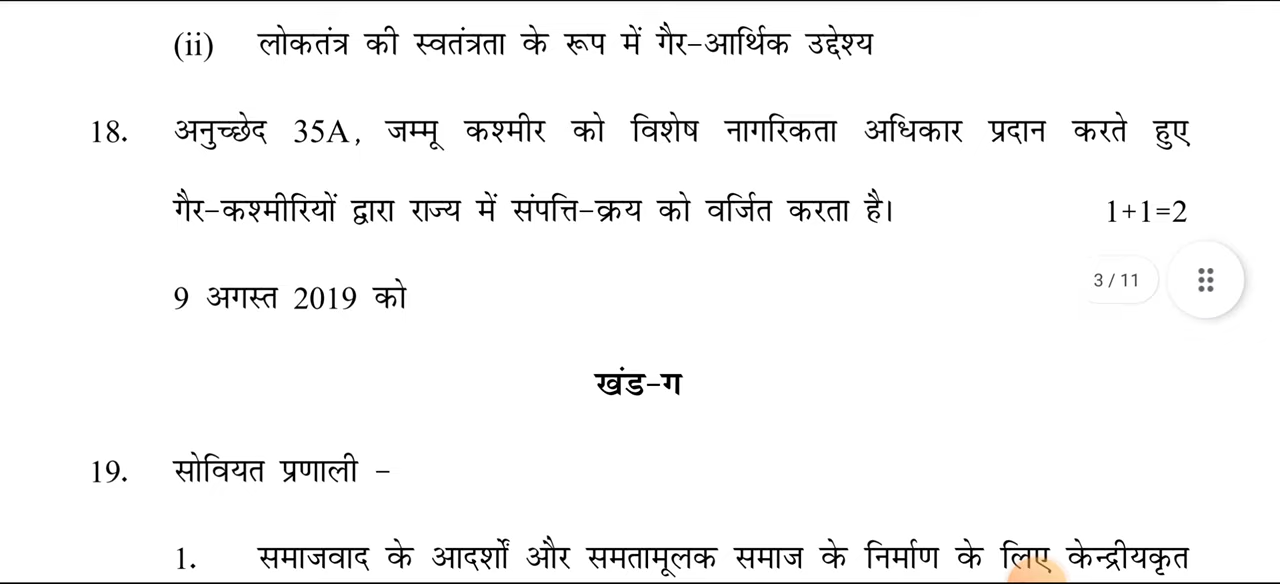 (ii) लोकतंत्र की स्वतंत्रता के रूप में गैर-आर्थिक उद्देश्य
18. अनुच्छेद 35A, जम्मू कश्मीर को विशेष नागरिकता अधिकार प्रदान करते हुए
गैर-कश्मीरियों द्वारा राज्य में संपत्ति-क्रय को वर्जित करता है। 1+1=2
9 अगस्त 2019 को
3 / 11
खंड-ग
19. सोवियत प्रणाली -
1. समाजवाद के आदर्शों और समतामूलक समाज के निर्माण के लिए केन्द्रीयकृत